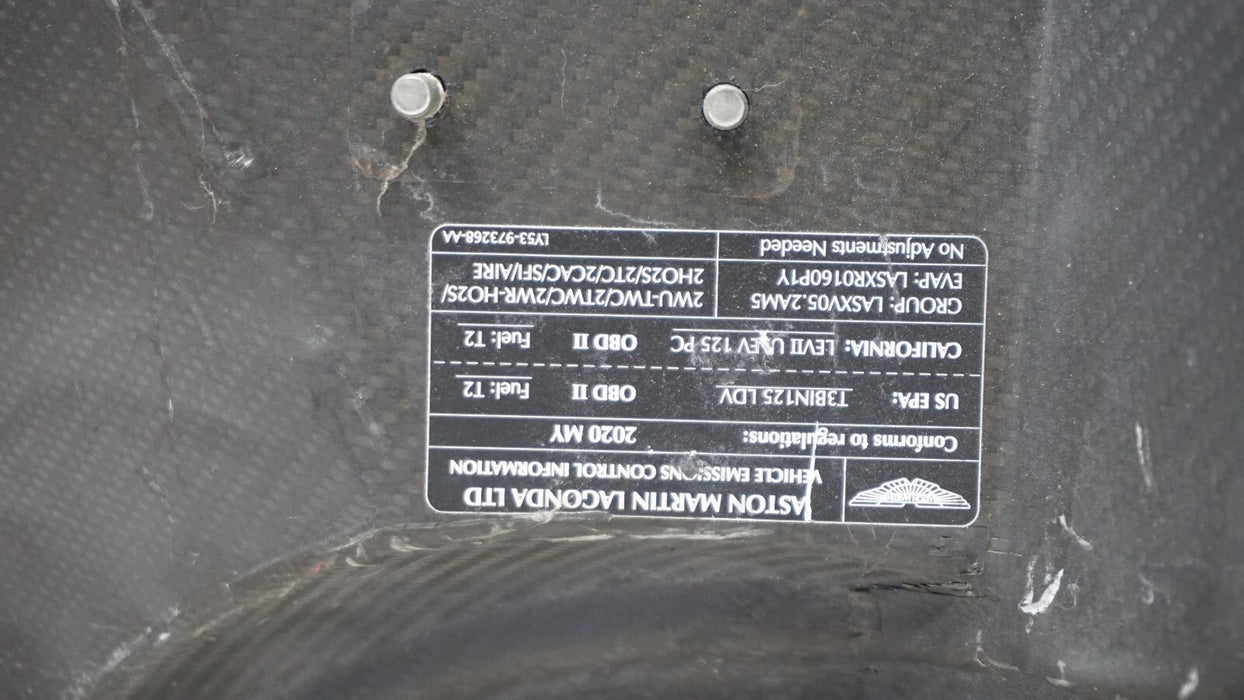 ASTON MARTIN
ASTON MARTIN LAGONDA LTD
VEHICLE EMISSIONS CONTROL INFORMATION
Conforms to regulations: 2020 MY
US EPA: T3BIN125 LDV OBD II Fuel: T2
CALIFORNIA: LEVII ULEV 125 PC OBD II Fuel: T2
GROUP: LASXV05.2AM5
EVAP: LASXR0160P1Y
2WU-TWC/2TWC/2WR-HO2S/
2HO2S/2TC/2CAC/SFI/AIRE
No Adjustments Needed
LY53-973268-AA